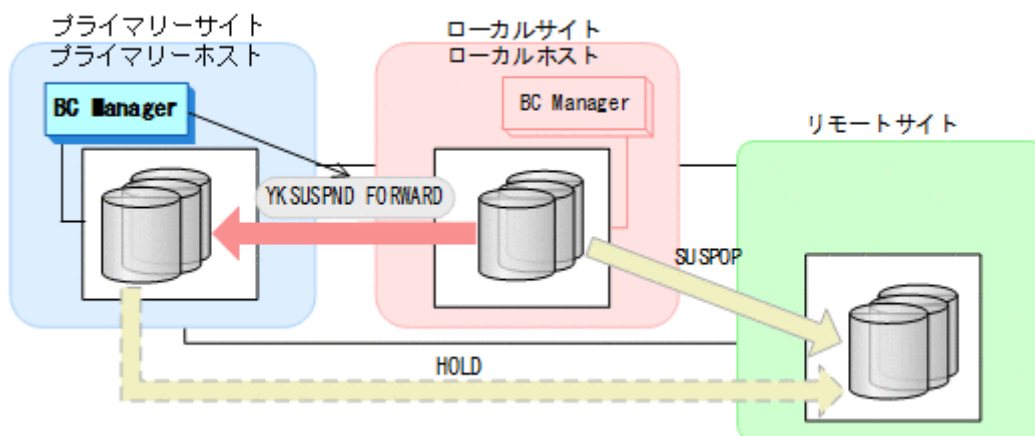 プライマリーサイト
プライマリーホスト
BC Manager
ローカルサイト
ローカルホスト
BC Manager
リモートサイト
YKSUSPND FORWARD
SUSPOP
HOLD